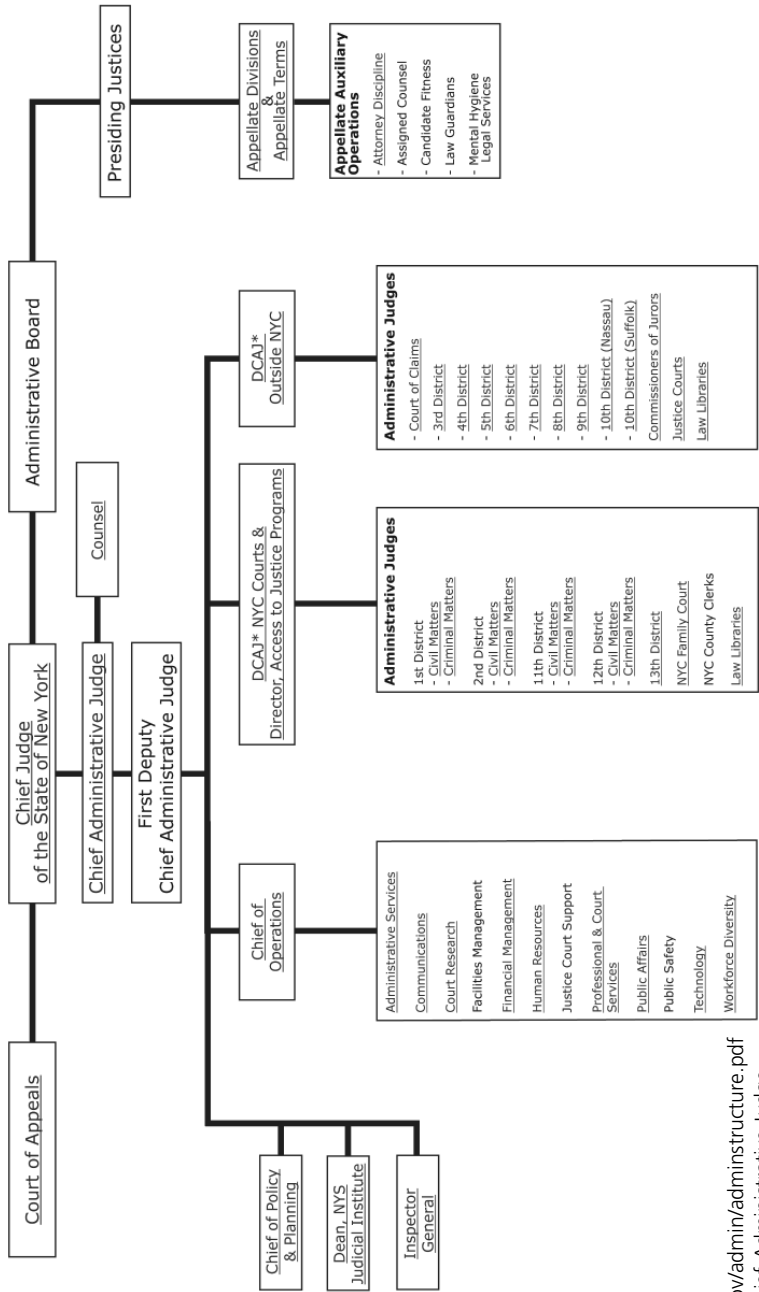 Court of Appeals
Chief Judge
of the State of New York
Administrative Board
Chief Administrative Judge
Counsel
First Deputy
Chief Administrative Judge
Presiding Justices
Chief of Policy
& Planning
Dean, NYS
Judicial Institute
Inspector
General
Chief of
Operations
DCAJ* NYC Courts &
Director, Access to Justice Programs
DCAJ*
Outside NYC
Appellate Divisions
&
Appellate Terms
Administrative Services
Communications
Court Research
Facilities Management
Financial Management
Human Resources
Justice Court Support
Professional & Court
Services
Public Affairs
Public Safety
Technology
Workforce Diversity
Administrative Judges
1st District
- Civil Matters
- Criminal Matters
2nd District
- Civil Matters
- Criminal Matters
11th District
- Civil Matters
- Criminal Matters
12th District
- Civil Matters
- Criminal Matters
13th District
NYC Family Court
NYC County Clerks
Law Libraries
Administrative Judges
- Court of Claims
- 3rd District
- 4th District
- 5th District
- 6th District
- 7th District
- 8th District
- 9th District
- 10th District (Nassau)
- 10th District (Suffolk)
Commissioners of Jurors
Justice Courts
Law Libraries
Appellate Auxiliary
Operations
- Attorney Discipline
- Assigned Counsel
- Candidate Fitness
- Law Guardians
- Mental Hygiene
Legal Services
/admin/adminstructure.pdf
Administrative Judge